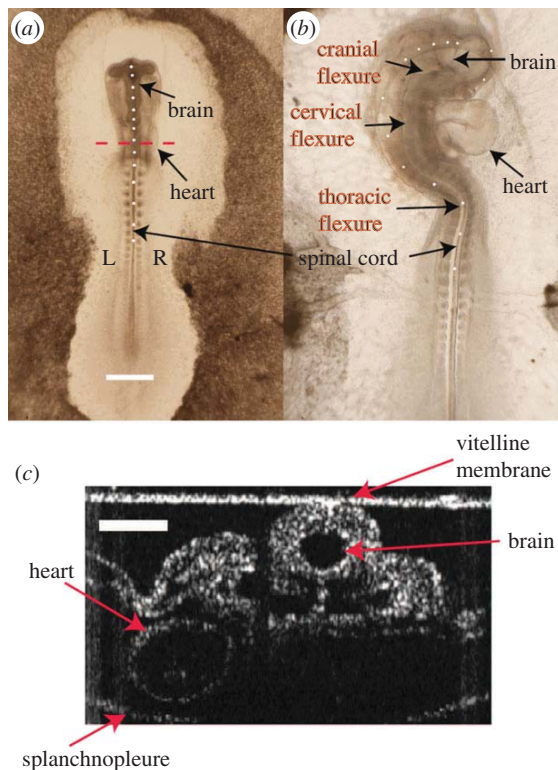 (a)
brain
heart
L R
(b)
cranial
flexure
brain
cervical
flexure
heart
thoracic
flexure
spinal cord
(c)
vitelline
membrane
brain
heart
splanchnopleure